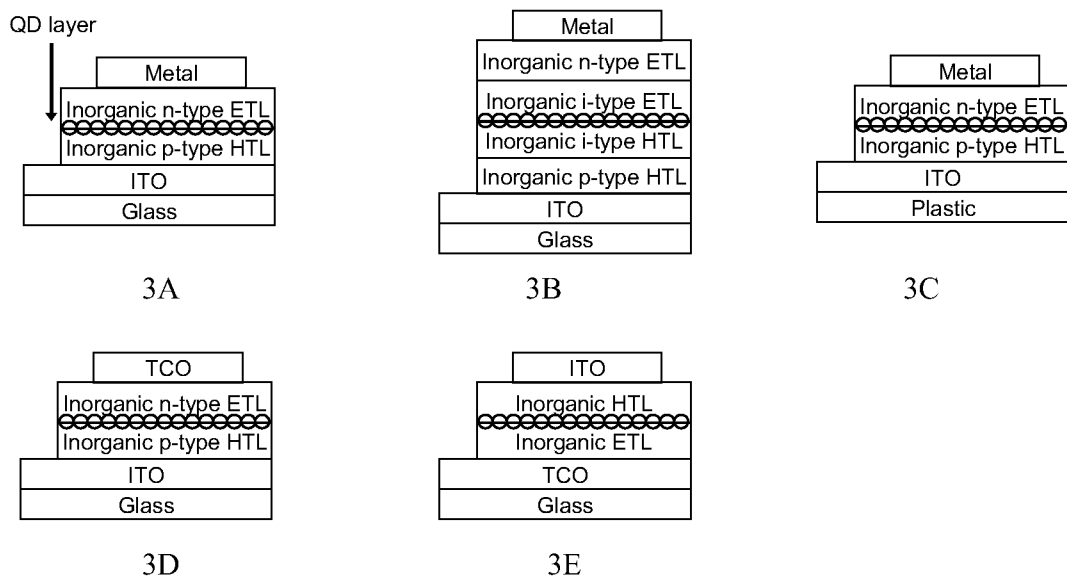 QD layer
Metal
Inorganic n-type ETL
Inorganic p-type HTL
ITO
Glass
3A
Metal
Inorganic n-type ETL
Inorganic i-type ETL
Inorganic i-type HTL
Inorganic p-type HTL
ITO
Glass
3B
Metal
Inorganic n-type ETL
Inorganic p-type HTL
ITO
Plastic
3C
TCO
Inorganic n-type ETL
Inorganic p-type HTL
ITO
Glass
3D
ITO
Inorganic HTL
Inorganic ETL
TCO
Glass
3E